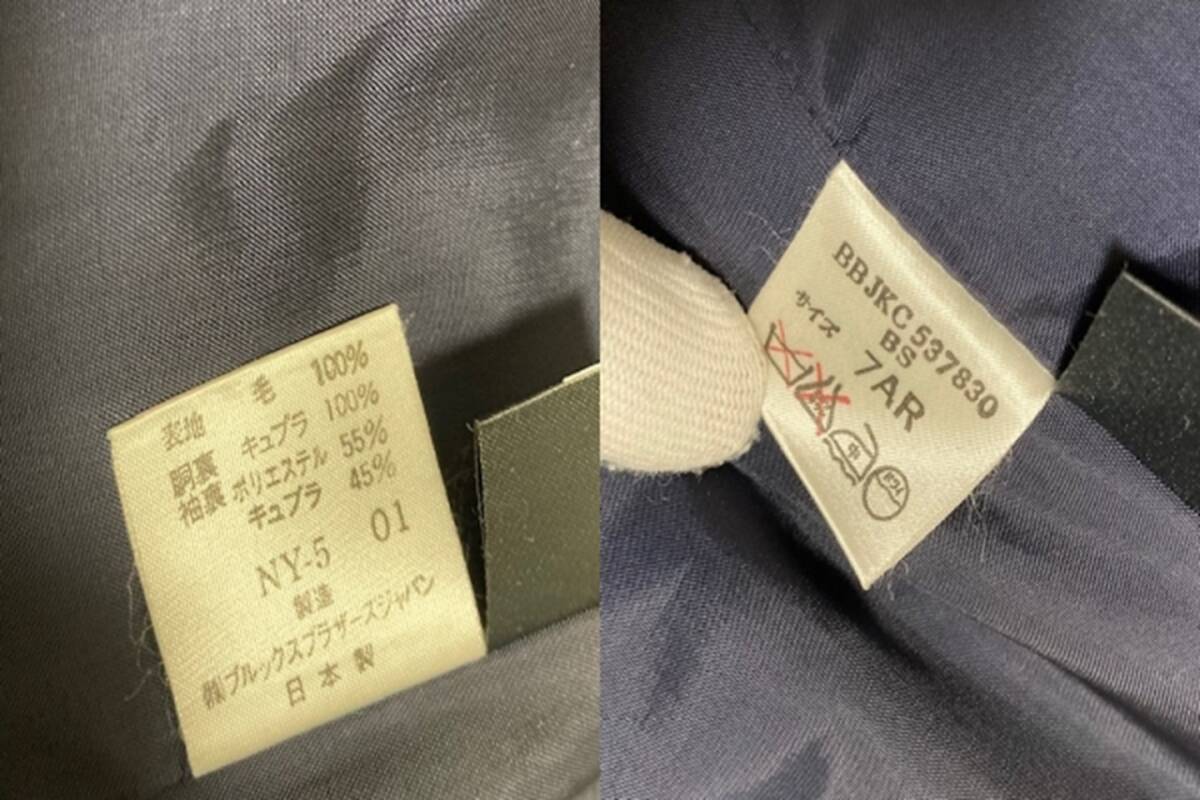 表地 毛 100%
胴裏 キュプラ 100%
袖裏 ポリエステル 55%
キュプラ 45%
NY-5 01
製造
㈱ブルックスブラザーズジャパン
日本製
BBJKC537830
BS
サイズ 7AR
中